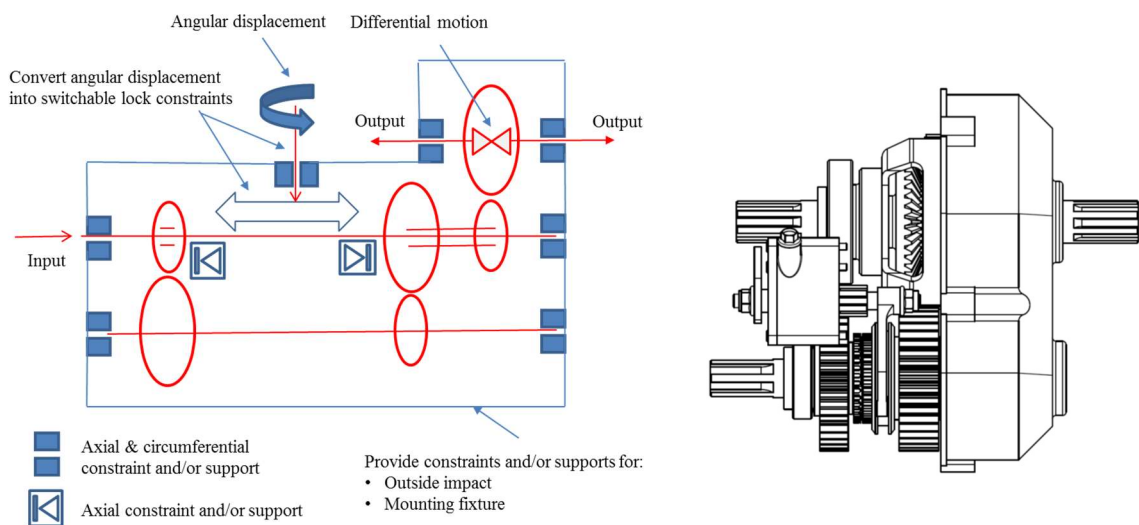 Angular displacement
Differential motion
Convert angular displacement
into switchable lock constraints
Output
Output
Input
Axial & circumferential
constraint and/or support
Axial constraint and/or support
Provide constraints and/or supports for:
• Outside impact
• Mounting fixture